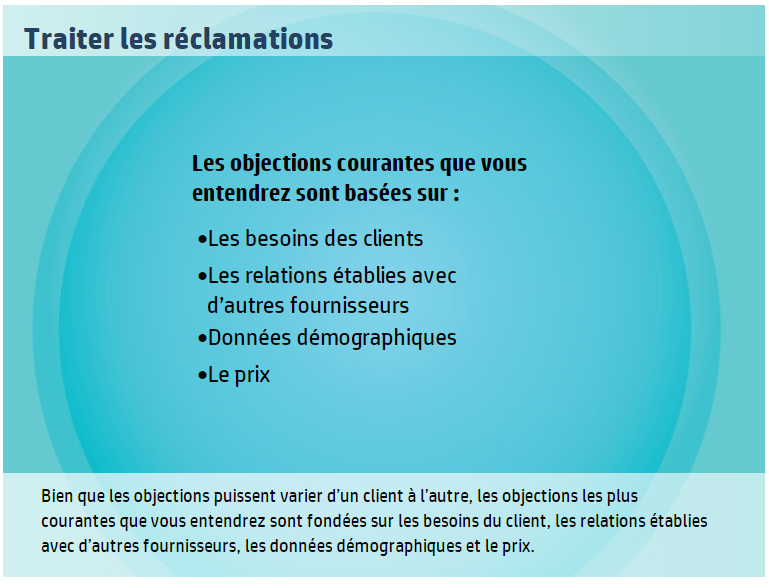 Traiter les réclamations
Les objections courantes que vous
entendrez sont basées sur :
•Les besoins des clients
•Les relations établies avec
d’autres fournisseurs
•Données démographiques
•Le prix
Bien que les objections puissent varier d’un client à l’autre, les objections les plus
courantes que vous entendrez sont fondées sur les besoins du client, les relations établies
avec d’autres fournisseurs, les données démographiques et le prix.